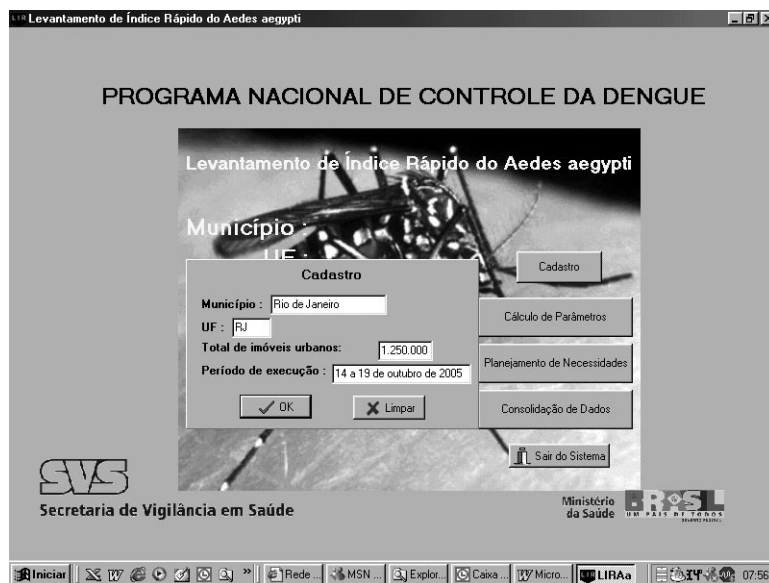 LIR Levantamento de Índice Rápido do Aedes aegypti
PROGRAMA NACIONAL DE CONTROLE DA DENGUE
Levantamento de Índice Rápido do Aedes aegypti
Município :
UF :
Cadastro
Município : Rio de Janeiro
UF : RJ
Total de imóveis urbanos: 1.250.000
Período de execução : 14 a 19 de outubro de 2005
OK
Limpar
Cadastro
Cálculo de Parâmetros
Planejamento de Necessidades
Consolidação de Dados
Sair do Sistema
SVS
Secretaria de Vigilância em Saúde
Ministério
da Saúde
BRASIL
UM PAÍS DE TODOS
GOVERNO FEDERAL
Iniciar » Rede ... MSN ... Explor... Caixa ... Micro... LIRAa » 07:56